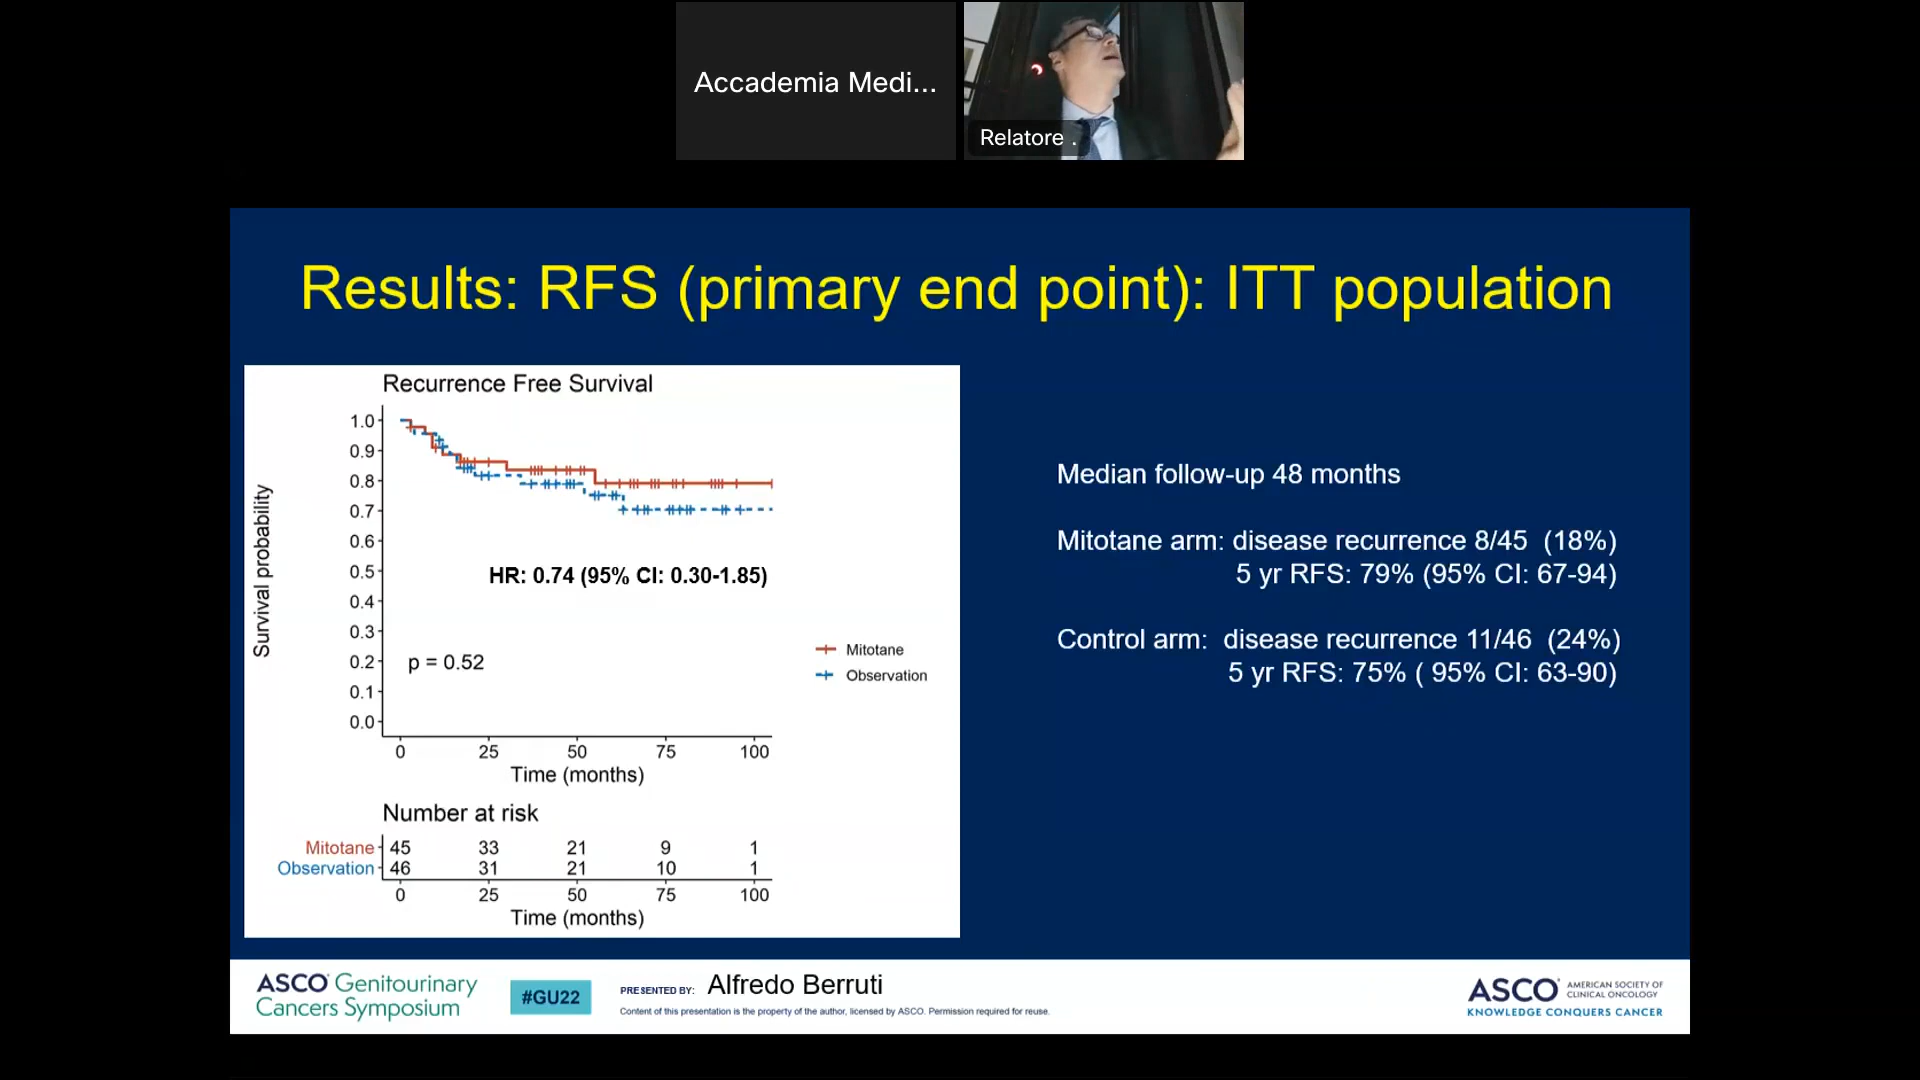 Accademia Medi...
Relatore .
Results: RFS (primary end point): ITT population
Recurrence Free Survival
Survival probability
1.0
0.9
0.8
0.7
0.6
0.5
0.4
0.3
0.2
0.1
0.0
HR: 0.74 (95% CI: 0.30-1.85)
p = 0.52
Mitotane
Observation
0 25 50 75 100
Time (months)
Number at risk
Mitotane 45 33 21 9 1
Observation 46 31 21 10 1
0 25 50 75 100
Time (months)
Median follow-up 48 months
Mitotane arm: disease recurrence 8/45 (18%)
5 yr RFS: 79% (95% CI: 67-94)
Control arm: disease recurrence 11/46 (24%)
5 yr RFS: 75% ( 95% CI: 63-90)
ASCO Genitourinary
Cancers Symposium
#GU22
PRESENTED BY: Alfredo Berruti
Content of this presentation is the property of the author, licensed by ASCO. Permission required for reuse.
ASCO AMERICAN SOCIETY OF
CLINICAL ONCOLOGY
KNOWLEDGE CONQUERS CANCER